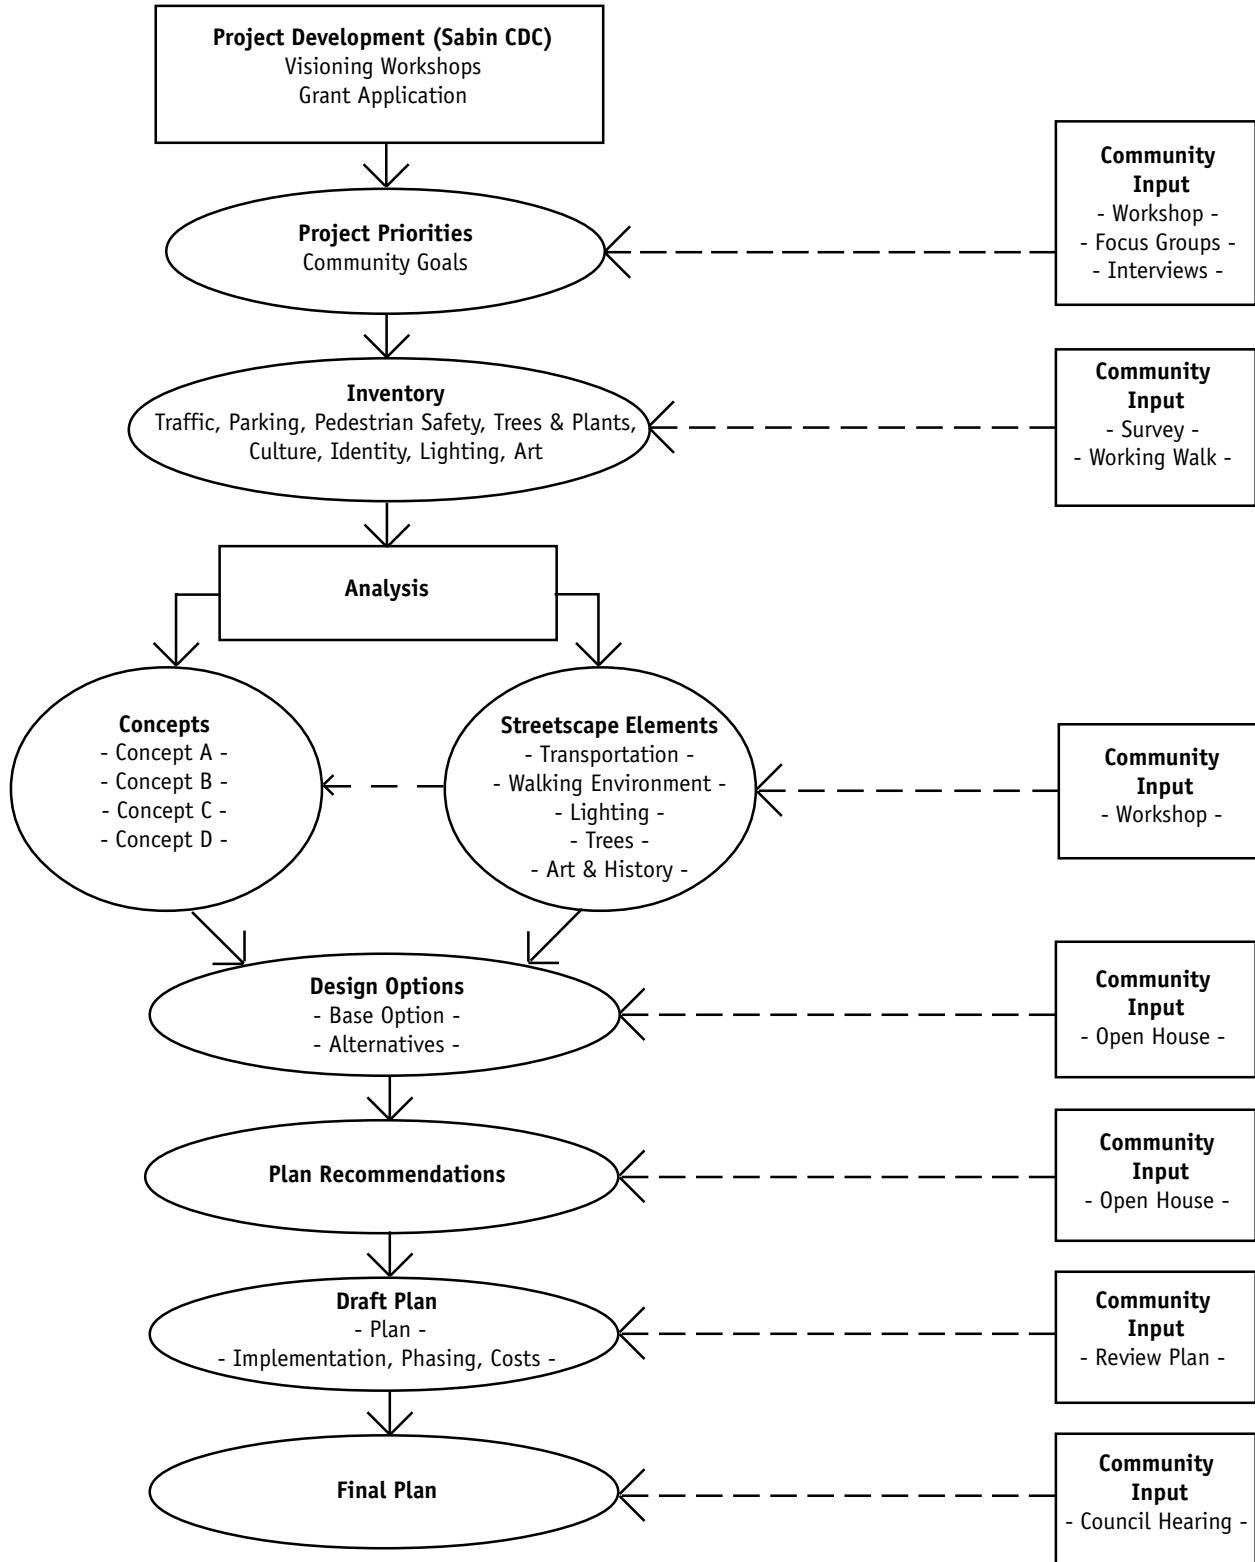 Project Development (Sabin CDC)
Visioning Workshops
Grant Application
Community
Input
- Workshop -
- Focus Groups -
- Interviews -
Project Priorities
Community Goals
Community
Input
- Survey -
- Working Walk -
Inventory
Traffic, Parking, Pedestrian Safety, Trees & Plants,
Culture, Identity, Lighting, Art
Analysis
Concepts
- Concept A -
- Concept B -
- Concept C -
- Concept D -
Streetscape Elements
- Transportation -
- Walking Environment -
- Lighting -
- Trees -
- Art & History -
Community
Input
- Workshop -
Design Options
- Base Option -
- Alternatives -
Community
Input
- Open House -
Plan Recommendations
Community
Input
- Open House -
Draft Plan
- Plan -
- Implementation, Phasing, Costs -
Community
Input
- Review Plan -
Final Plan
Community
Input
- Council Hearing -